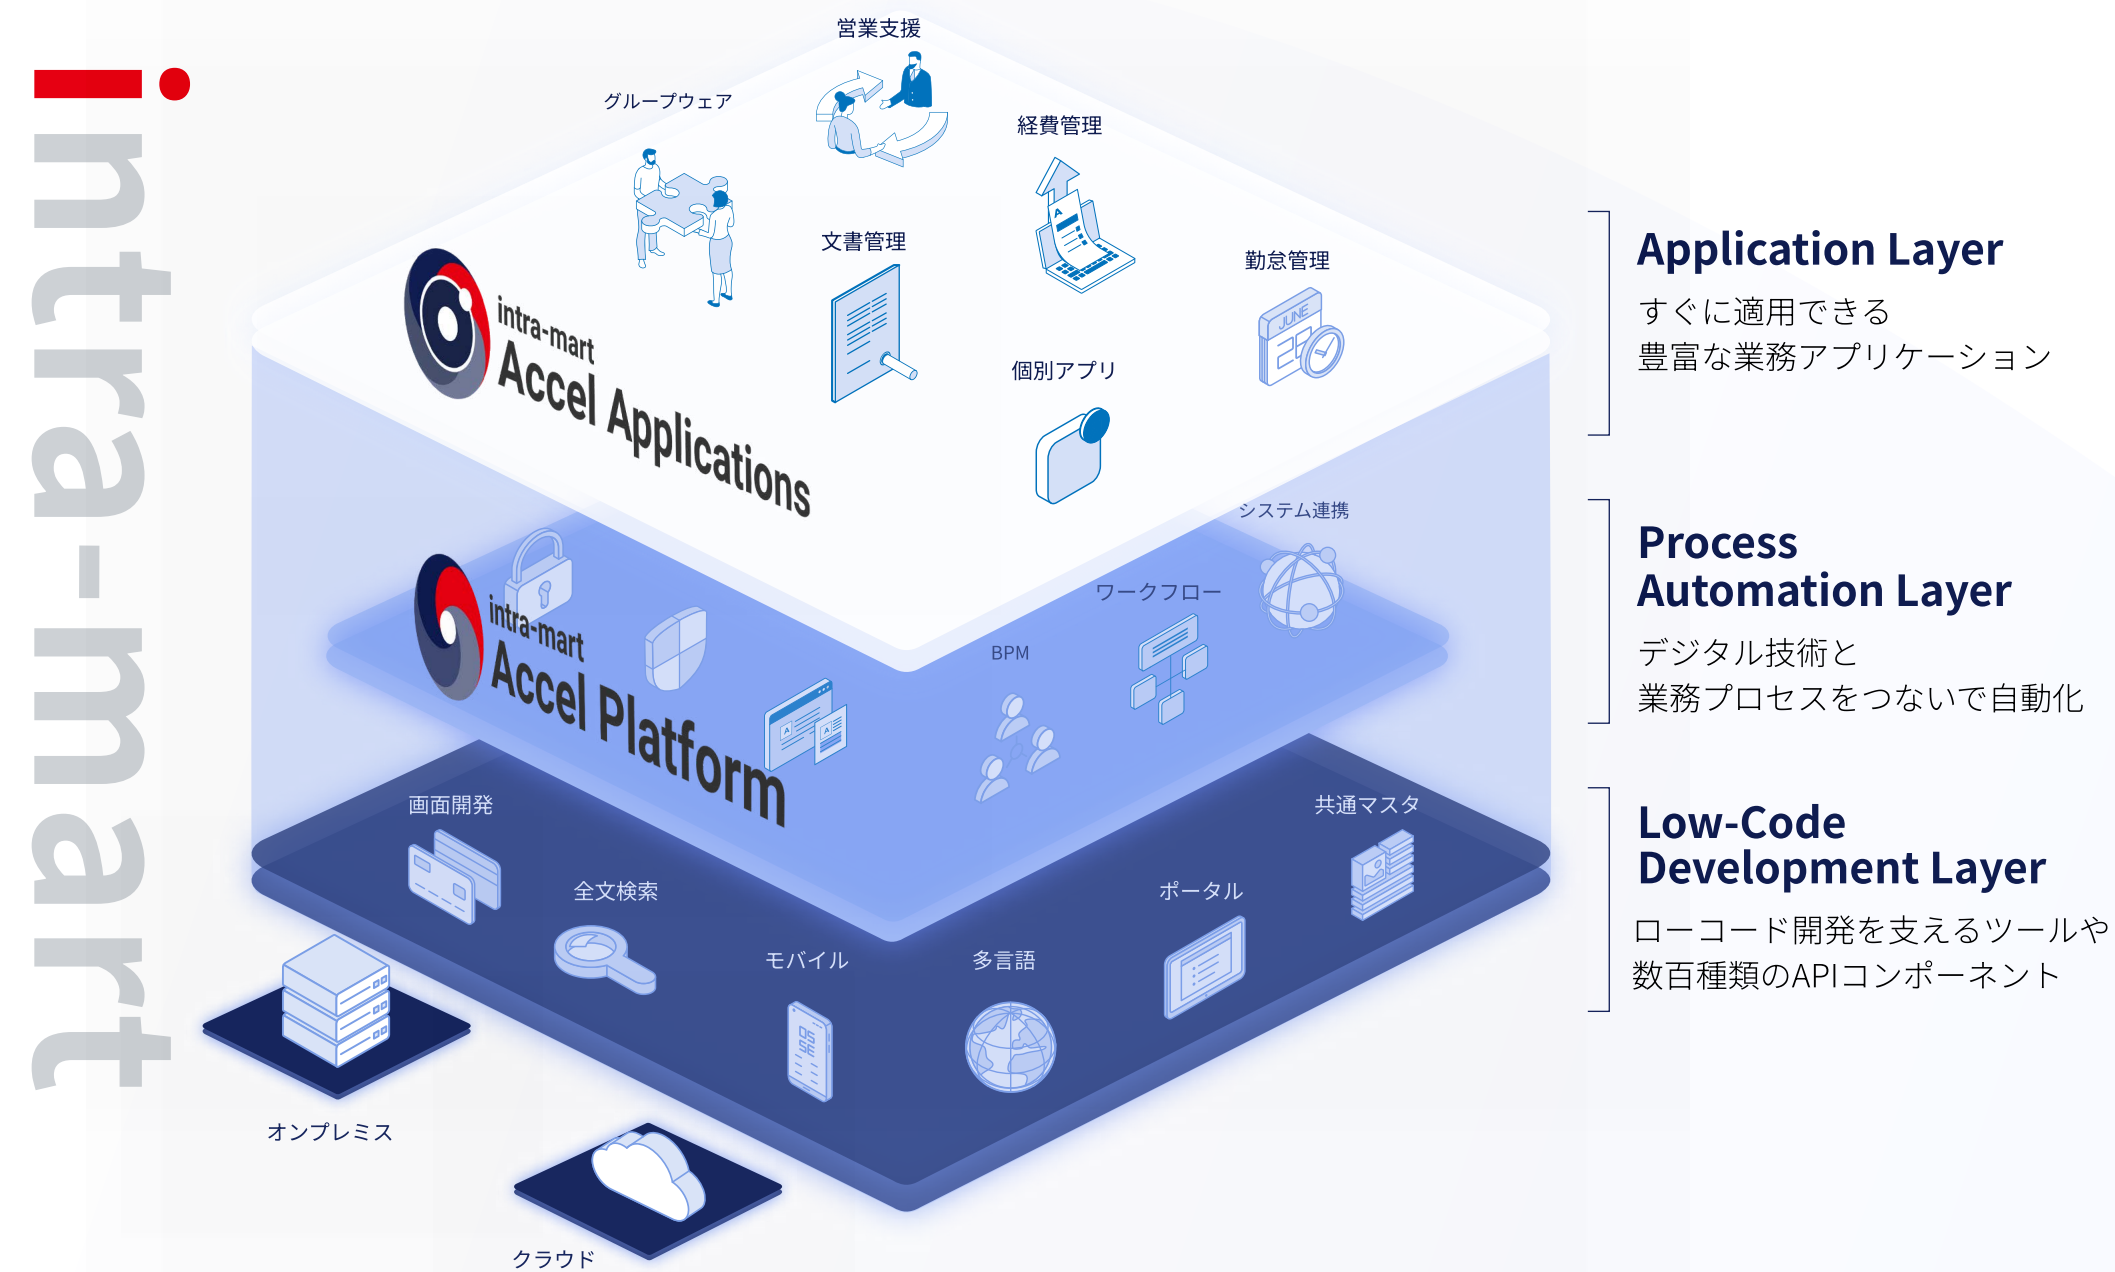 intra-mart
営業支援
グループウェア
経費管理
文書管理
勤怠管理
JUNE
個別アプリ
intra-mart
Accel Applications
システム連携
ワークフロー
BPM
intra-mart
Accel Platform
画面開発
共通マスタ
全文検索
ポータル
モバイル
多言語
オンプレミス
クラウド
Application Layer
すぐに適用できる
豊富な業務アプリケーション
Process
Automation Layer
デジタル技術と
業務プロセスをつないで自動化
Low-Code
Development Layer
ローコード開発を支えるツールや
数百種類のAPIコンポーネント